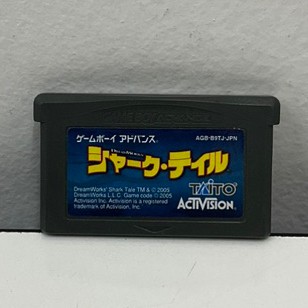 ゲームボーイ アドバンス AGB-B9TJ-JPN
シャーク・テイル
DreamWorks' Shark Tale TM & © 2005
DreamWorks L.L.C. Game code © 2005
Activision Inc. Activision is a registered
trademark of Activision, Inc.
TAITO
ACTIVISION